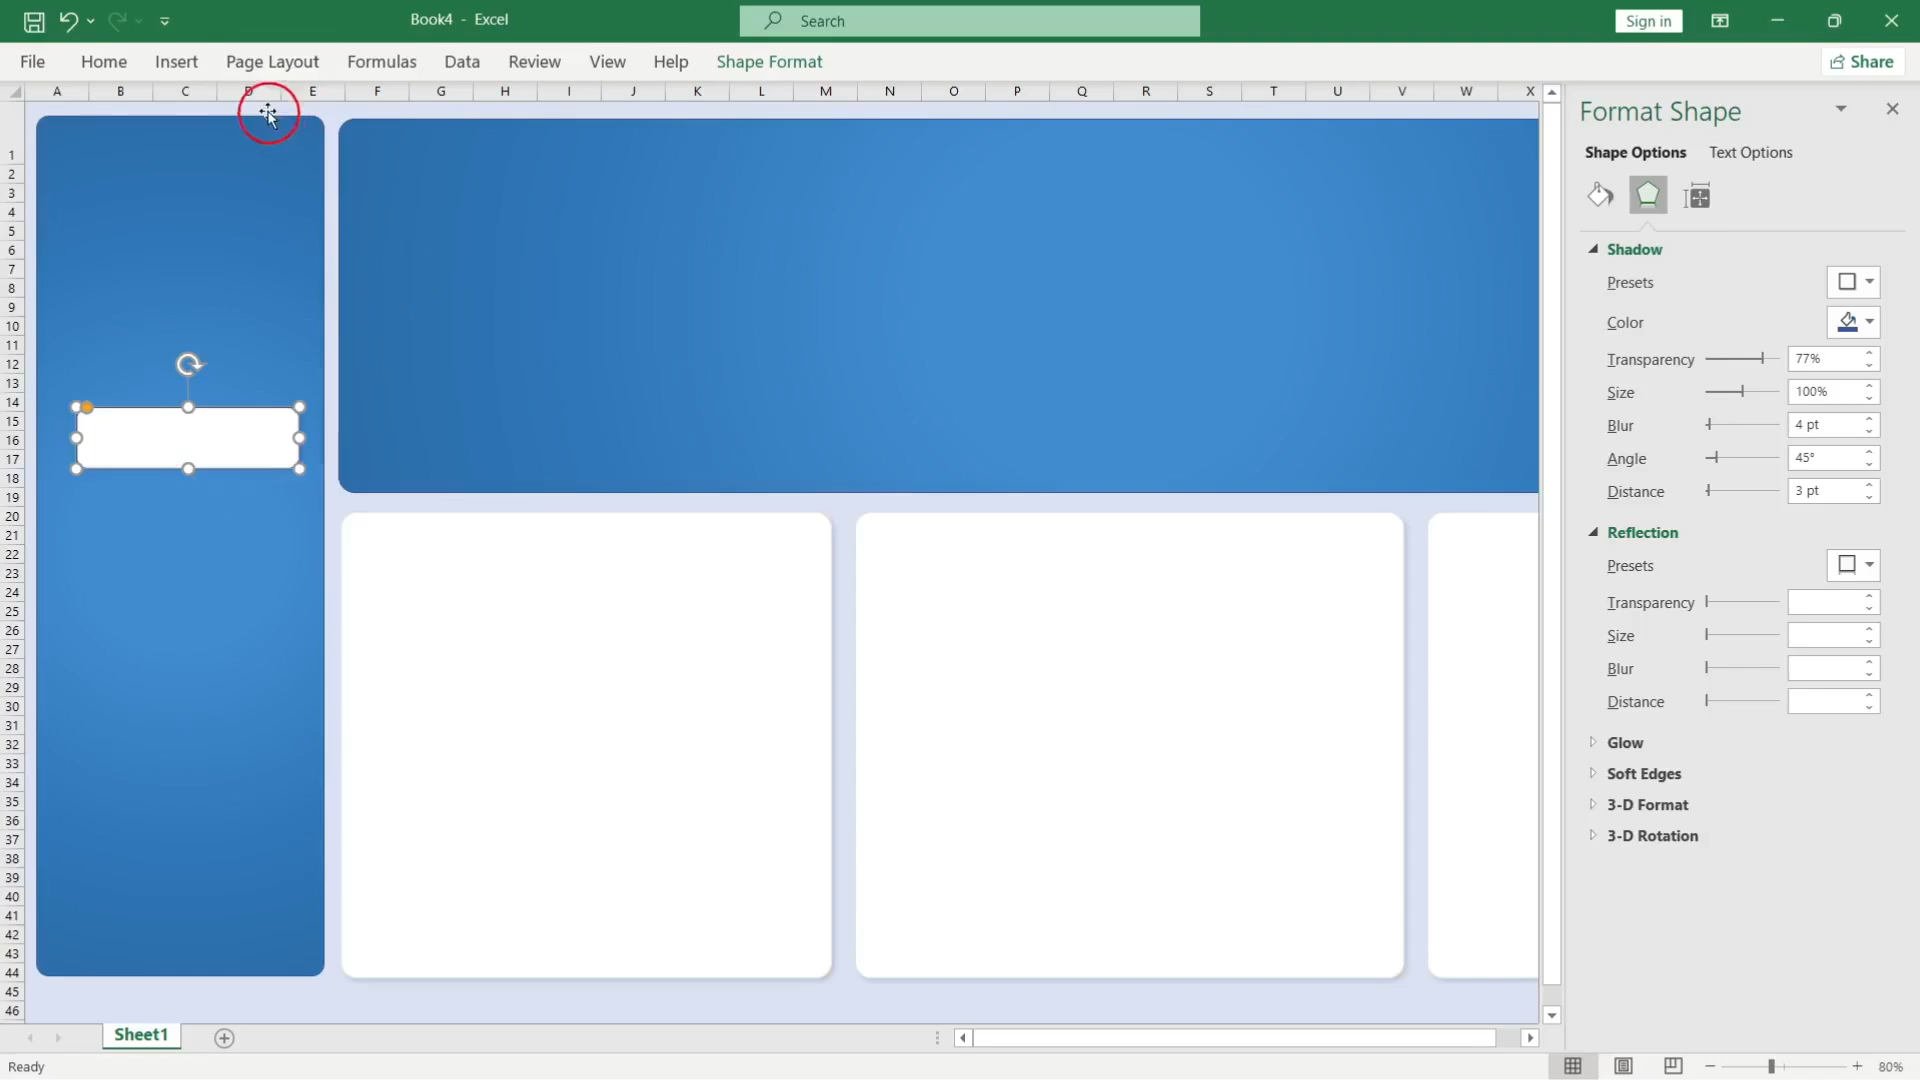 Book4 - Excel
Search
Sign in
File Home Insert Page Layout Formulas Data Review View Help Shape Format
Share
A B C D E F G H I J K L M N O P Q R S T U V W X
1
2
3
4
5
6
7
8
9
10
11
12
13
14
15
16
17
18
19
20
21
22
23
24
25
26
27
28
29
30
31
32
33
34
35
36
37
38
39
40
41
42
43
44
45
46
Format Shape
Shape Options Text Options
Shadow
Presets
Color
Transparency 77%
Size 100%
Blur 4 pt
Angle 45°
Distance 3 pt
Reflection
Presets
Transparency
Size
Blur
Distance
Glow
Soft Edges
3-D Format
3-D Rotation
Sheet1
Ready
80%